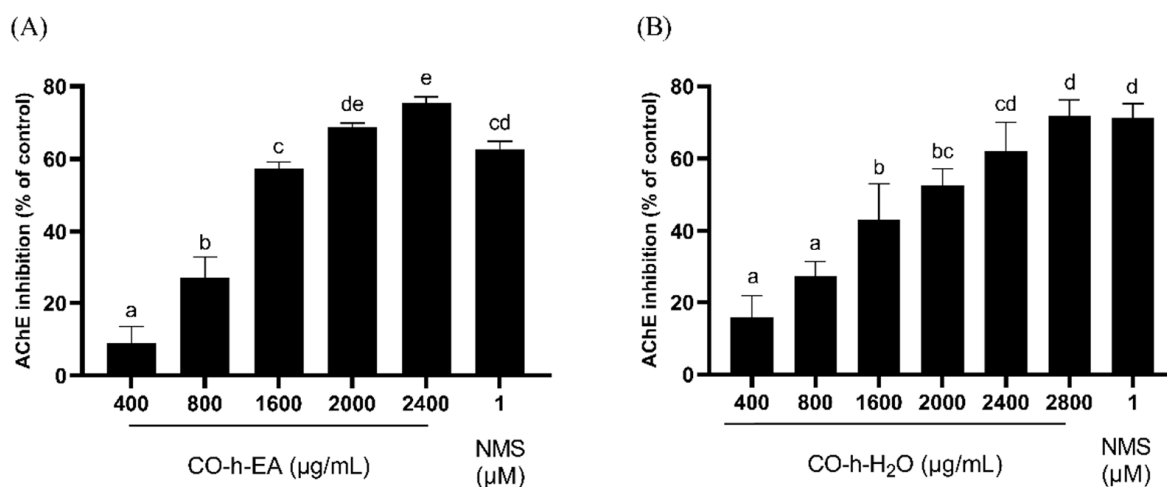 (A)
AChE inhibition (% of control)
80
60
40
20
0
a
b
c
de
e
cd
400 800 1600 2000 2400 1
CO-h-EA (µg/mL)
NMS
(µM)
(B)
AChE inhibition (% of control)
80
60
40
20
0
a
a
b
bc
cd
d
d
400 800 1600 2000 2400 2800 1
CO-h-H₂O (µg/mL)
NMS
(µM)